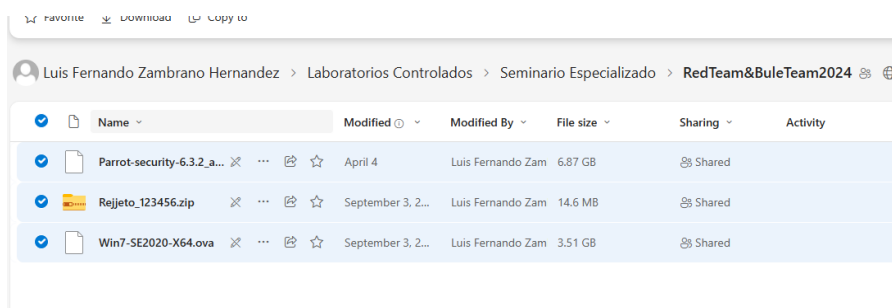 Favorite Download Copy to
Luis Fernando Zambrano Hernandez > Laboratorios Controlados > Seminario Especializado > RedTeam&BuleTeam2024
Name Modified Modified By File size Sharing Activity
Parrot-security-6.3.2_a... April 4 Luis Fernando Zam 6.87 GB Shared
Rejjeto_123456.zip September 3, 2... Luis Fernando Zam 14.6 MB Shared
Win7-SE2020-X64.ova September 3, 2... Luis Fernando Zam 3.51 GB Shared